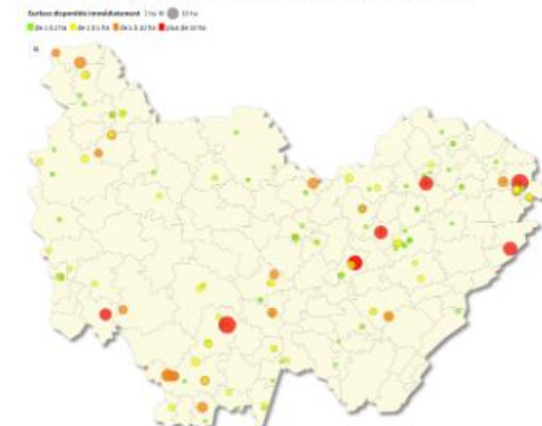 Surface disponible immédiatement 1 ha 10 ha
de 1 à 2 ha de 2 à 5 ha de 5 à 10 ha plus de 10 ha